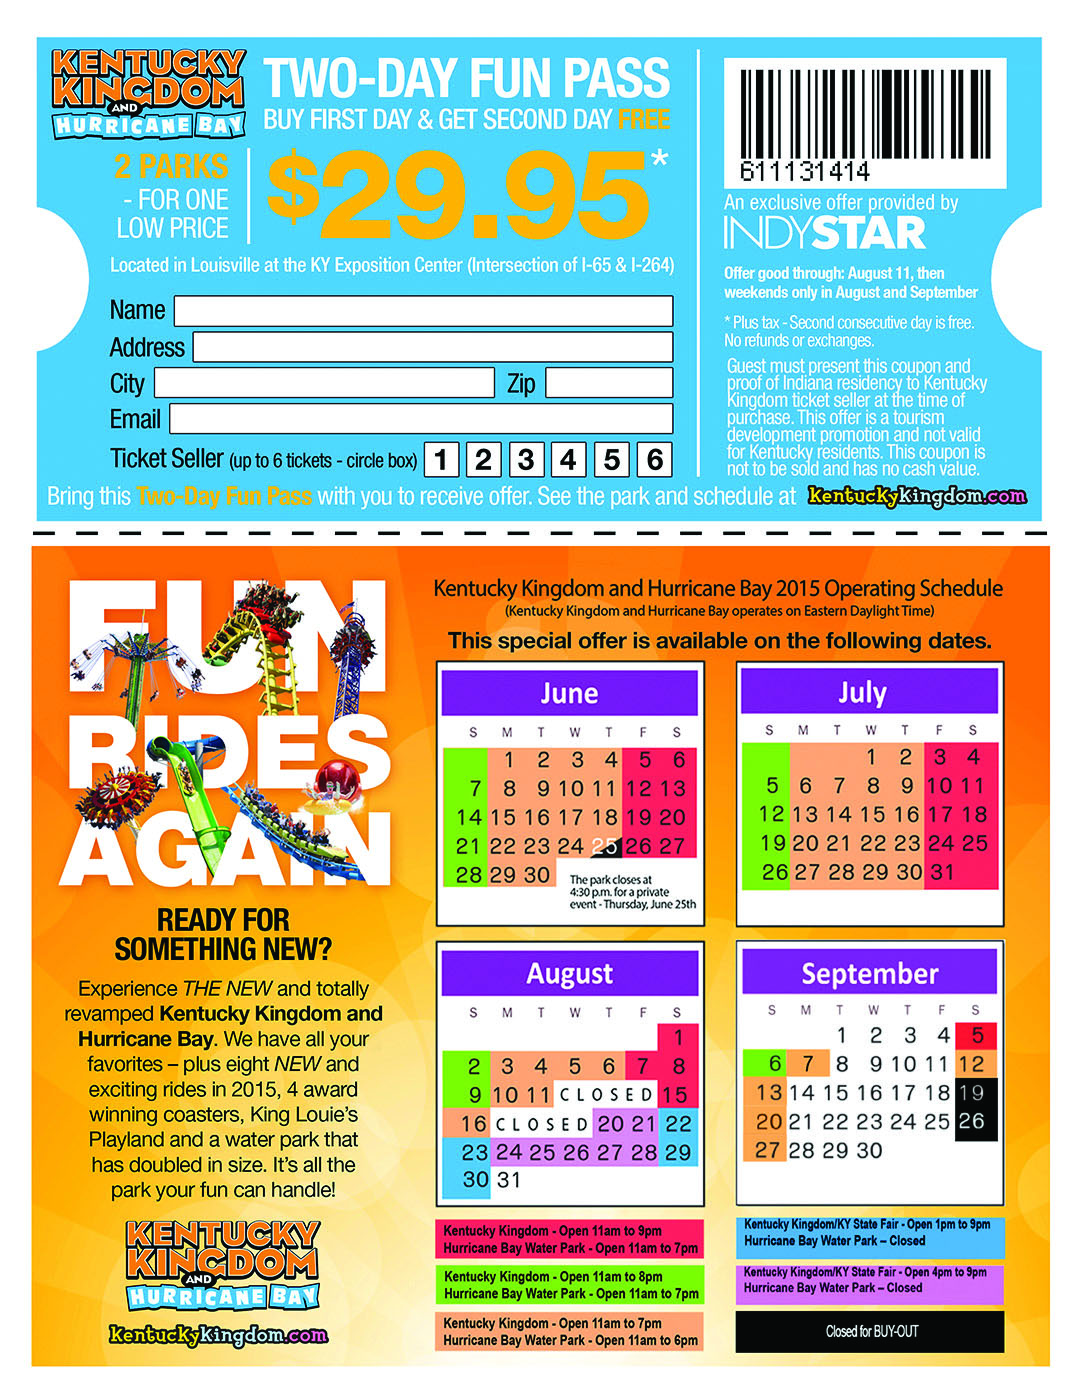 KENTUCKY
KINGDOM
AND
HURRICANE BAY
TWO-DAY FUN PASS
BUY FIRST DAY & GET SECOND DAY FREE
2 PARKS
- FOR ONE
LOW PRICE
$29.95*
Located in Louisville at the KY Exposition Center (Intersection of I-65 & I-264)
Name
Address
City Zip
Email
Ticket Seller (up to 6 tickets - circle box) 1 2 3 4 5 6
611131414
An exclusive offer provided by
INDYSTAR
Offer good through: August 11, then
weekends only in August and September
* Plus tax - Second consecutive day is free.
No refunds or exchanges.
Guest must present this coupon and
proof of Indiana residency to Kentucky
Kingdom ticket seller at the time of
purchase. This offer is a tourism
development promotion and not valid
for Kentucky residents. This coupon is
not to be sold and has no cash value.
Bring this Two-Day Fun Pass with you to receive offer. See the park and schedule at KentuckyKingdom.com
FUN
RIDES
AGAIN
READY FOR
SOMETHING NEW?
Experience THE NEW and totally
revamped Kentucky Kingdom and
Hurricane Bay. We have all your
favorites – plus eight NEW and
exciting rides in 2015, 4 award
winning coasters, King Louie's
Playland and a water park that
has doubled in size. It's all the
park your fun can handle!
KENTUCKY
KINGDOM
AND
HURRICANE BAY
KentuckyKingdom.com
Kentucky Kingdom and Hurricane Bay 2015 Operating Schedule
(Kentucky Kingdom and Hurricane Bay operates on Eastern Daylight Time)
This special offer is available on the following dates.
June
S M T W T F S
1 2 3 4 5 6
7 8 9 10 11 12 13
14 15 16 17 18 19 20
21 22 23 24 25 26 27
28 29 30
The park closes at
4:30 p.m. for a private
event - Thursday, June 25th
July
S M T W T F S
1 2 3 4
5 6 7 8 9 10 11
12 13 14 15 16 17 18
19 20 21 22 23 24 25
26 27 28 29 30 31
August
S M T W T F S
1
2 3 4 5 6 7 8
9 10 11 CLOSED 15
16 CLOSED 20 21 22
23 24 25 26 27 28 29
30 31
September
S M T W T F S
1 2 3 4 5
6 7 8 9 10 11 12
13 14 15 16 17 18 19
20 21 22 23 24 25 26
27 28 29 30
Kentucky Kingdom - Open 11am to 9pm
Hurricane Bay Water Park - Open 11am to 7pm
Kentucky Kingdom - Open 11am to 8pm
Hurricane Bay Water Park - Open 11am to 7pm
Kentucky Kingdom - Open 11am to 7pm
Hurricane Bay Water Park - Open 11am to 6pm
Kentucky Kingdom/KY State Fair - Open 1pm to 9pm
Hurricane Bay Water Park – Closed
Kentucky Kingdom/KY State Fair - Open 4pm to 9pm
Hurricane Bay Water Park – Closed
Closed for BUY-OUT